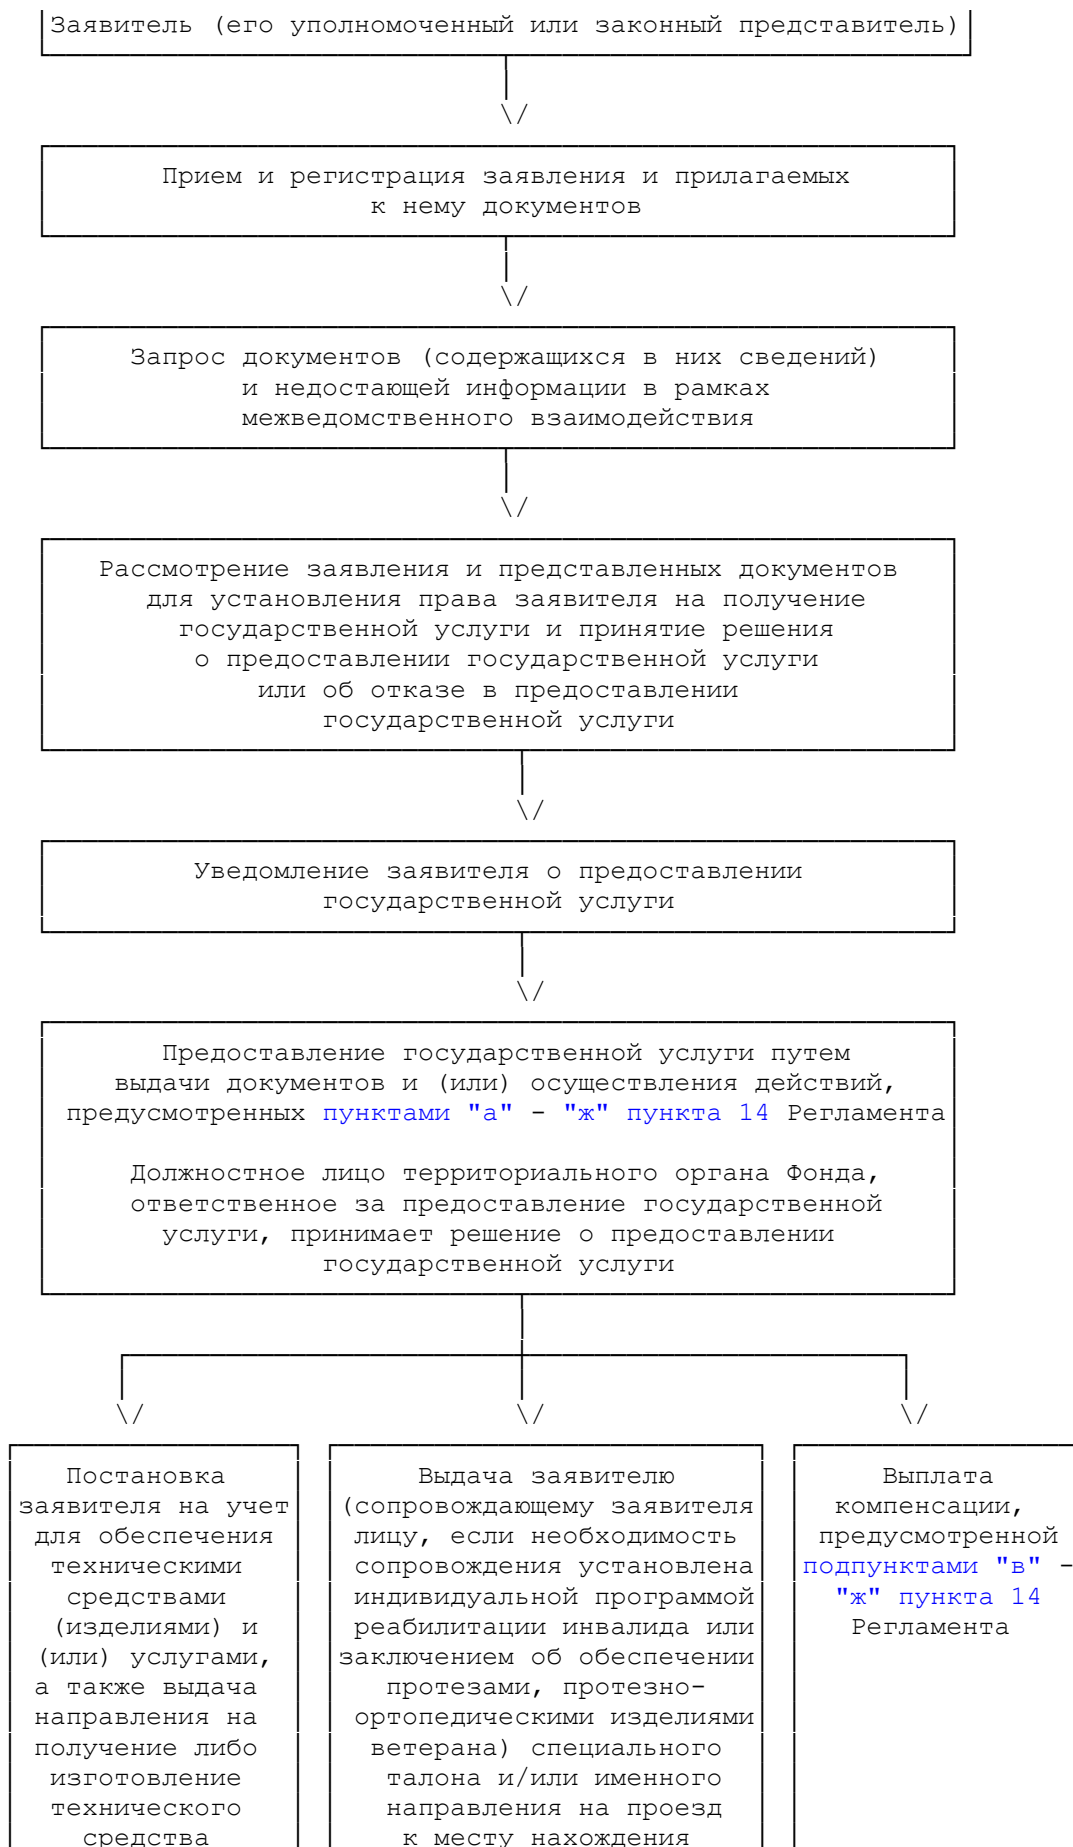 Заявитель (его уполномоченный или законный представитель)
Прием и регистрация заявления и прилагаемых
к нему документов
Запрос документов (содержащихся в них сведений)
и недостающей информации в рамках
межведомственного взаимодействия
Рассмотрение заявления и представленных документов
для установления права заявителя на получение
государственной услуги и принятие решения
о предоставлении государственной услуги
или об отказе в предоставлении
государственной услуги
Уведомление заявителя о предоставлении
государственной услуги
Предоставление государственной услуги путем
выдачи документов и (или) осуществления действий,
предусмотренных пунктами "а" - "ж" пункта 14 Регламента
Должностное лицо территориального органа Фонда,
ответственное за предоставление государственной
услуги, принимает решение о предоставлении
государственной услуги
Постановка
заявителя на учет
для обеспечения
техническими
средствами
(изделиями) и
(или) услугами,
а также выдача
направления на
получение либо
изготовление
технического
средства
Выдача заявителю
(сопровождающему заявителя
лицу, если необходимость
сопровождения установлена
индивидуальной программой
реабилитации инвалида или
заключением об обеспечении
протезами, протезно-
ортопедическими изделиями
ветерана) специального
талона и/или именного
направления на проезд
к месту нахождения
Выплата
компенсации,
предусмотренной
подпунктами "в" -
"ж" пункта 14
Регламента